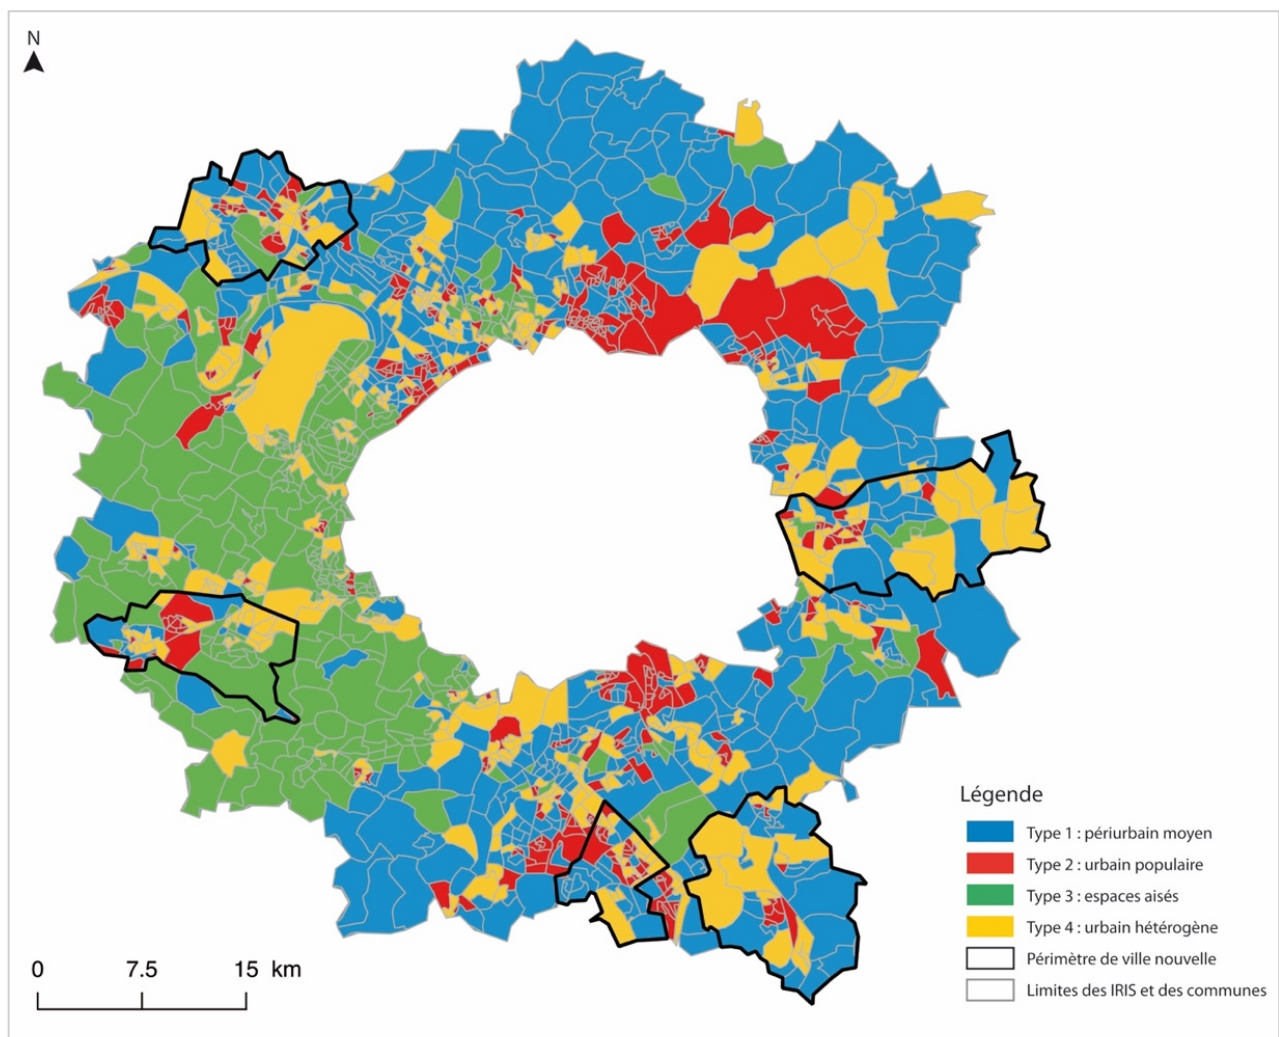 N
Légende
Type 1 : périurbain moyen
Type 2 : urbain populaire
Type 3 : espaces aisés
Type 4 : urbain hétérogène
Périmètre de ville nouvelle
Limites des IRIS et des communes
0 7.5 15 km